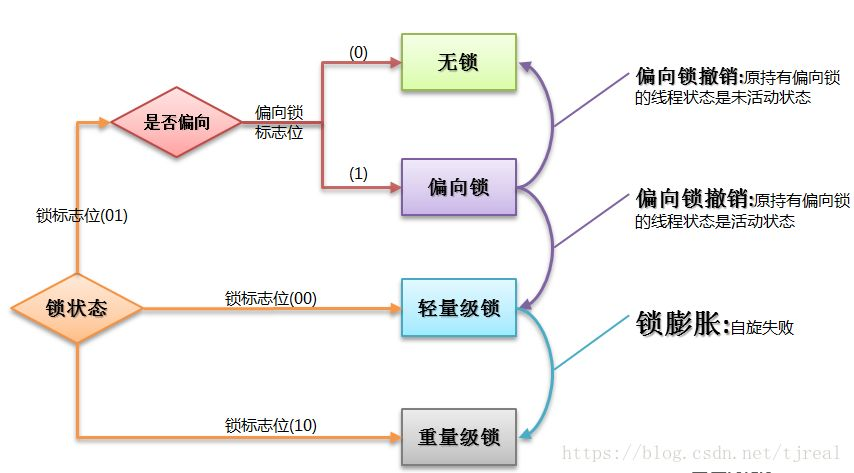 (0)
无锁
偏向锁撤销:原持有偏向锁
的线程状态是未活动状态
是否偏向
偏向锁
标志位
(1)
偏向锁
偏向锁撤销:原持有偏向锁
的线程状态是活动状态
锁标志位(01)
锁状态
锁标志位(00)
轻量级锁
锁膨胀:自旋失败
锁标志位(10)
重量级锁
https://blog.csdn.net/tjreal